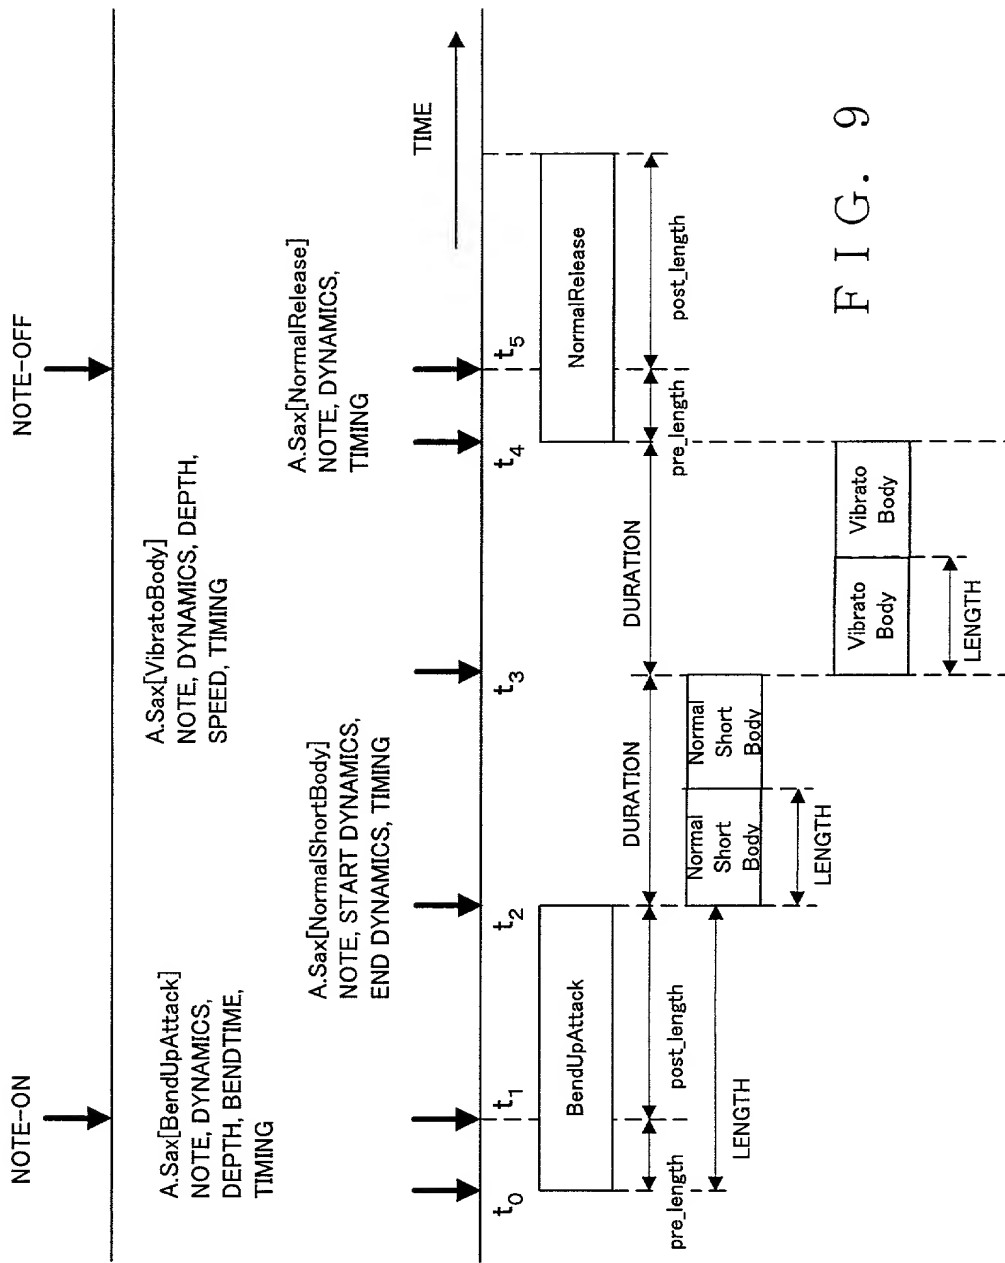 NOTE-ON
NOTE-OFF
A.Sax[BendUpAttack]
NOTE, DYNAMICS,
DEPTH, BENDTIME,
TIMING
A.Sax[VibratoBody]
NOTE, DYNAMICS, DEPTH,
SPEED, TIMING
A.Sax[NormalShortBody]
NOTE, START DYNAMICS,
END DYNAMICS, TIMING
A.Sax[NormalRelease]
NOTE, DYNAMICS,
TIMING
TIME
t0
t1
t2
t3
t4
t5
BendUpAttack
NormalRelease
pre_length
post_length
DURATION
DURATION
pre_length
post_length
LENGTH
Normal
Short
Body
Normal
Short
Body
LENGTH
Vibrato
Body
Vibrato
Body
LENGTH
FIG. 9